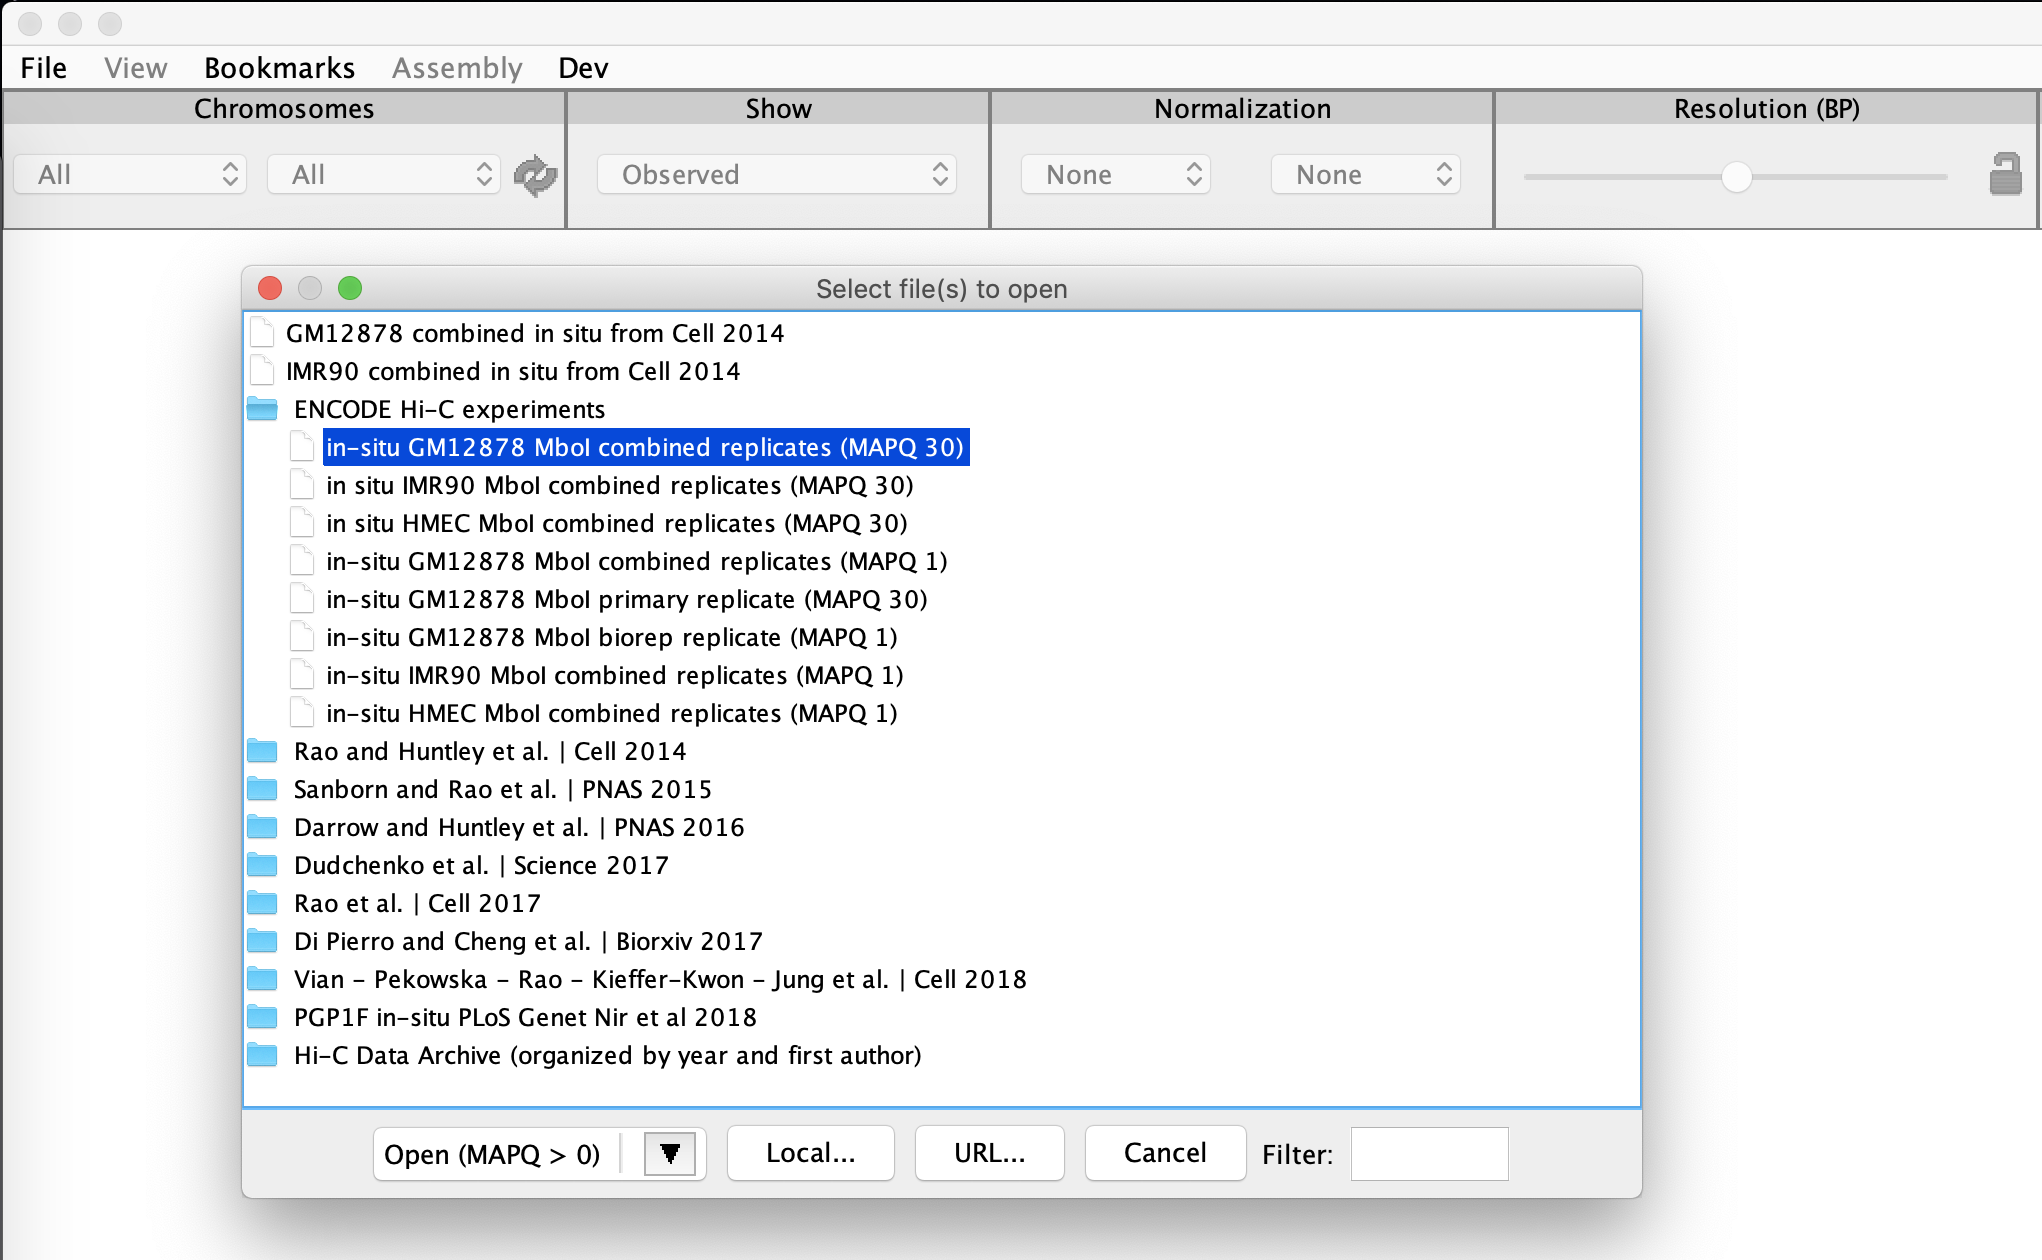 File View Bookmarks Assembly Dev
Chromosomes Show Normalization Resolution (BP)
All All Observed None None
Select file(s) to open
GM12878 combined in situ from Cell 2014
IMR90 combined in situ from Cell 2014
ENCODE Hi-C experiments
in-situ GM12878 MboI combined replicates (MAPQ 30)
in situ IMR90 MboI combined replicates (MAPQ 30)
in situ HMEC MboI combined replicates (MAPQ 30)
in-situ GM12878 MboI combined replicates (MAPQ 1)
in-situ GM12878 MboI primary replicate (MAPQ 30)
in-situ GM12878 MboI biorep replicate (MAPQ 1)
in-situ IMR90 MboI combined replicates (MAPQ 1)
in-situ HMEC MboI combined replicates (MAPQ 1)
Rao and Huntley et al. | Cell 2014
Sanborn and Rao et al. | PNAS 2015
Darrow and Huntley et al. | PNAS 2016
Dudchenko et al. | Science 2017
Rao et al. | Cell 2017
Di Pierro and Cheng et al. | Biorxiv 2017
Vian - Pekowska - Rao - Kieffer-Kwon - Jung et al. | Cell 2018
PGP1F in-situ PLoS Genet Nir et al 2018
Hi-C Data Archive (organized by year and first author)
Open (MAPQ > 0) Local... URL... Cancel Filter: